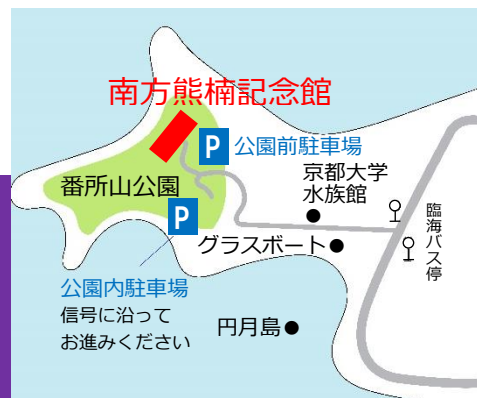 南方熊楠記念館
P
公園前駐車場
京都大学
水族館
番所山公園
P
グラスボート
臨海バス停
公園内駐車場
信号に沿って
お進みください
円月島